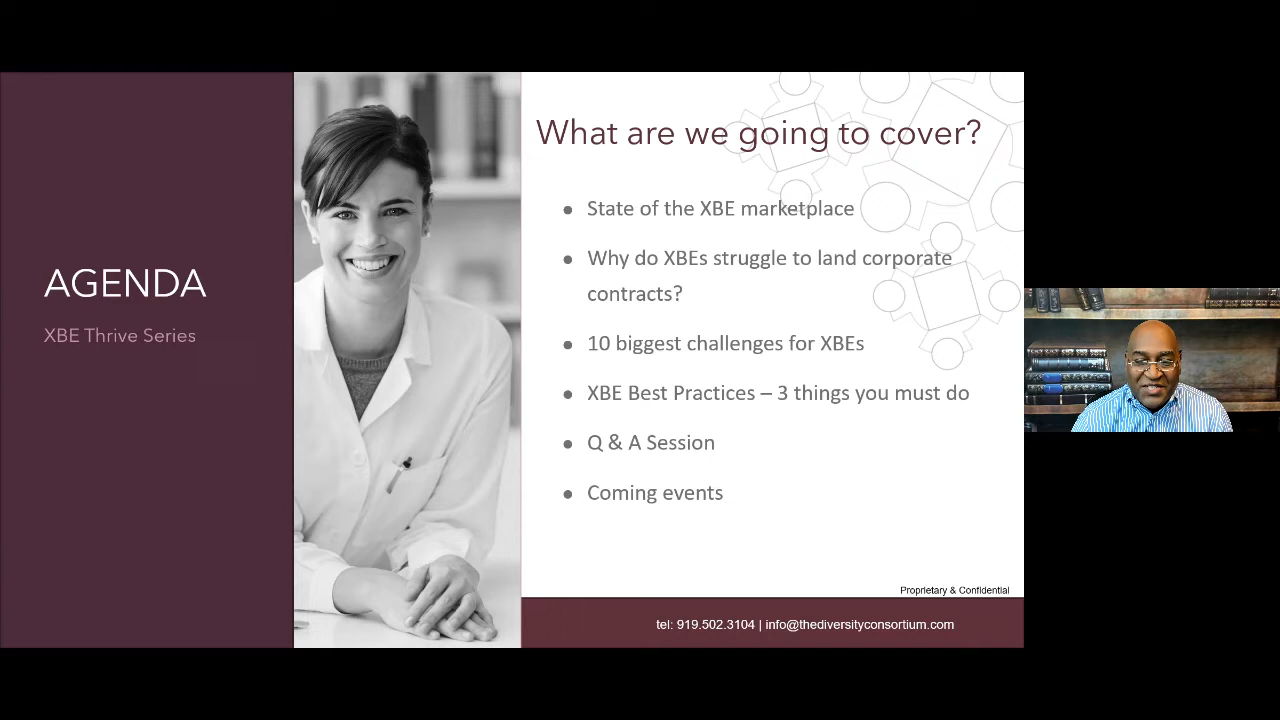 AGENDA
XBE Thrive Series
What are we going to cover?
● State of the XBE marketplace
● Why do XBEs struggle to land corporate
contracts?
● 10 biggest challenges for XBEs
● XBE Best Practices – 3 things you must do
● Q & A Session
● Coming events
Proprietary & Confidential
tel: 919.502.3104 | info@thediversityconsortium.com